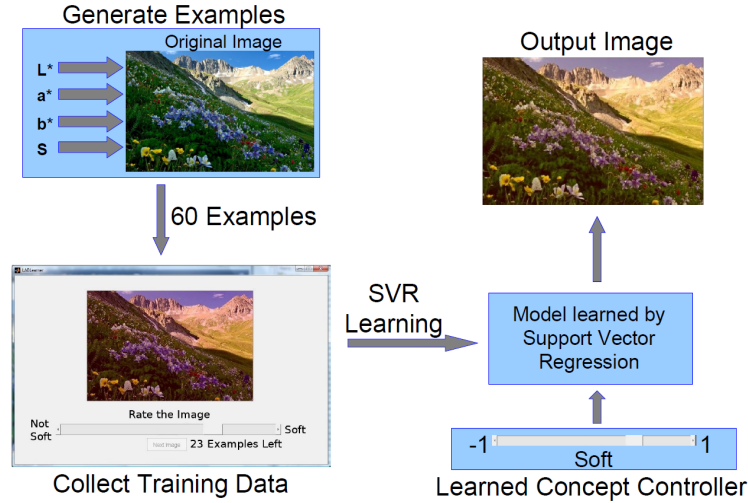 Generate Examples
Original Image
L*
a*
b*
S
60 Examples
LABLearner
Rate the Image
Not
Soft
Soft
Next Image
23 Examples Left
Collect Training Data
SVR
Learning
Output Image
Model learned by
Support Vector
Regression
-1
1
Soft
Learned Concept Controller